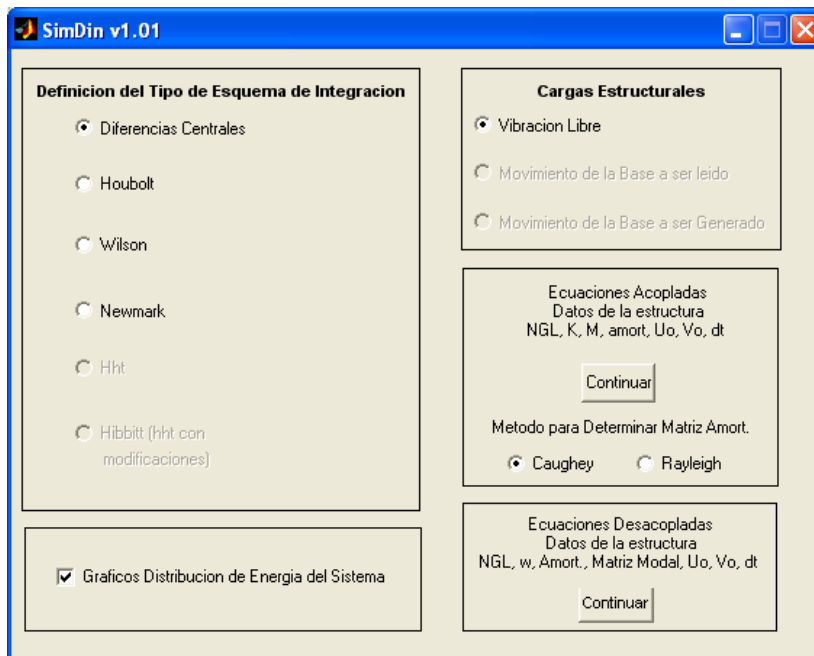 SimDin v1.01
Definicion del Tipo de Esquema de Integracion
Diferencias Centrales
Houbolt
Wilson
Newmark
Hht
Hibbitt (hht con
modificaciones)
Graficos Distribucion de Energia del Sistema
Cargas Estructurales
Vibracion Libre
Movimiento de la Base a ser leido
Movimiento de la Base a ser Generado
Ecuaciones Acopladas
Datos de la estructura
NGL, K, M, amort, Uo, Vo, dt
Continuar
Metodo para Determinar Matriz Amort.
Caughey
Rayleigh
Ecuaciones Desacopladas
Datos de la estructura
NGL, w, Amort., Matriz Modal, Uo, Vo, dt
Continuar